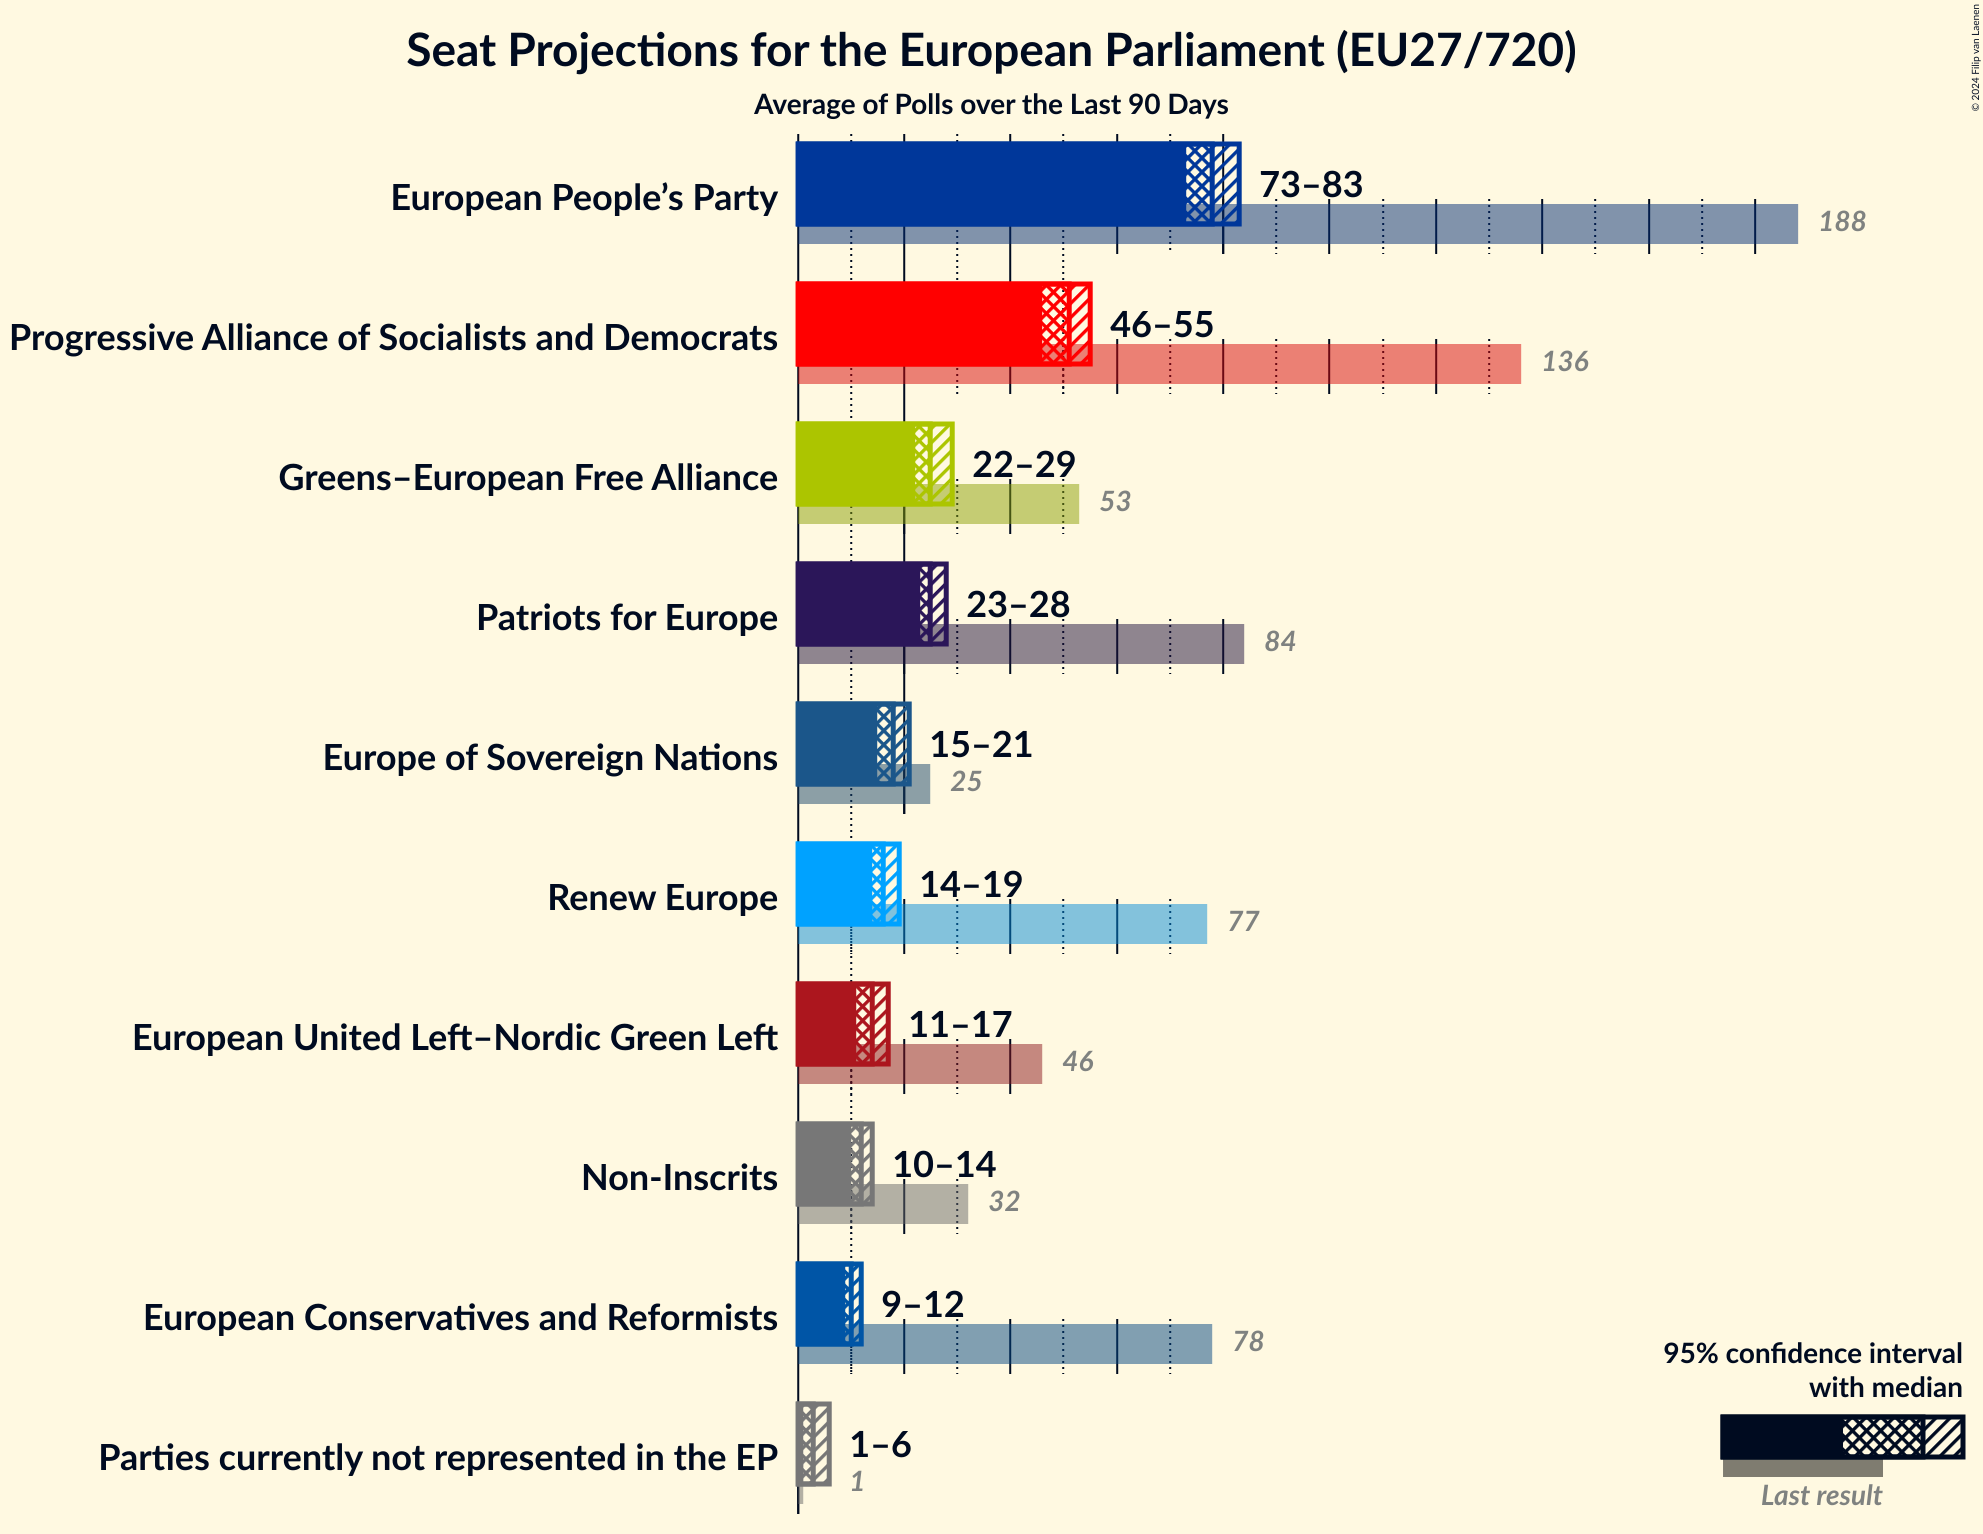 Seat Projections for the European Parliament (EU27/720)
Average of Polls over the Last 90 Days
© 2024 Filip van Laenen
European People’s Party
73–83
188
Progressive Alliance of Socialists and Democrats
46–55
136
Greens–European Free Alliance
22–29
53
Patriots for Europe
23–28
84
Europe of Sovereign Nations
15–21
25
Renew Europe
14–19
77
European United Left–Nordic Green Left
11–17
46
Non-Inscrits
10–14
32
European Conservatives and Reformists
9–12
78
Parties currently not represented in the EP
1–6
1
95% confidence interval
with median
Last result